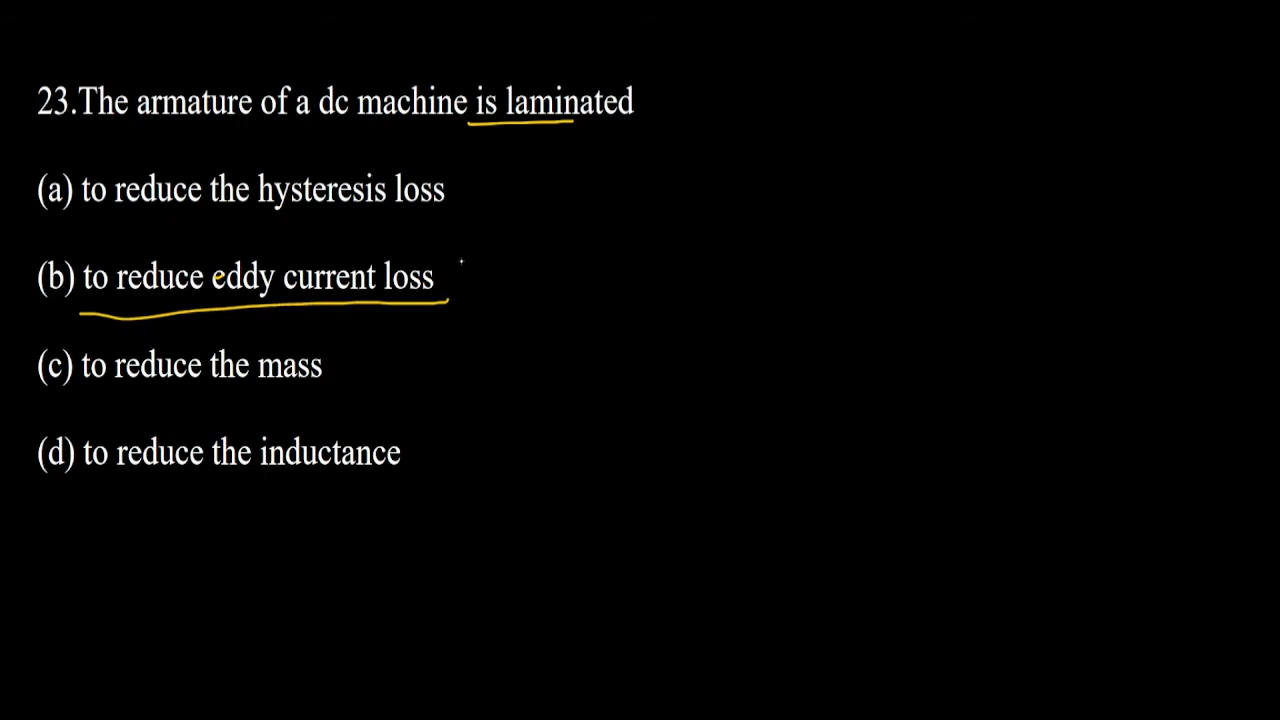 23.The armature of a dc machine is laminated
(a) to reduce the hysteresis loss
(b) to reduce eddy current loss
(c) to reduce the mass
(d) to reduce the inductance